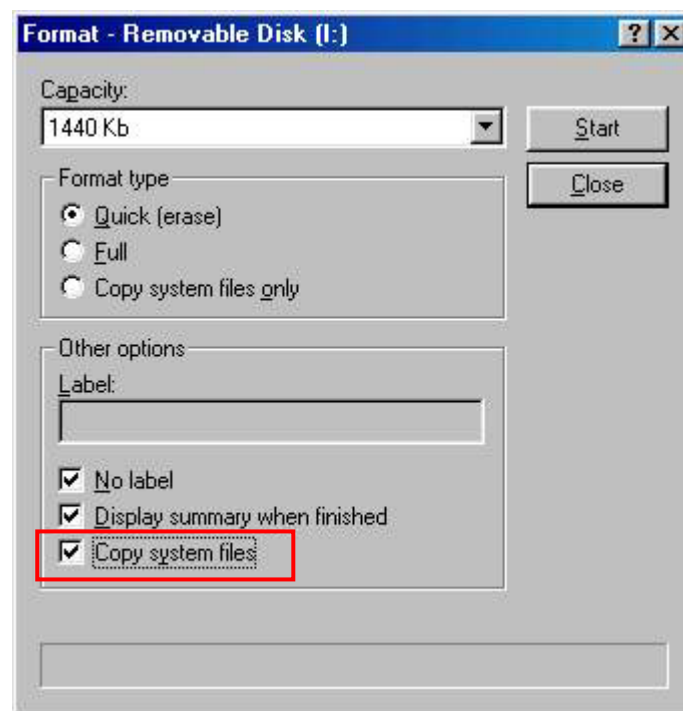 Format - Removable Disk (I:)
Capacity:
1440 Kb
Start
Format type
Close
Quick (erase)
Full
Copy system files only
Other options
Label:
No label
Display summary when finished
Copy system files